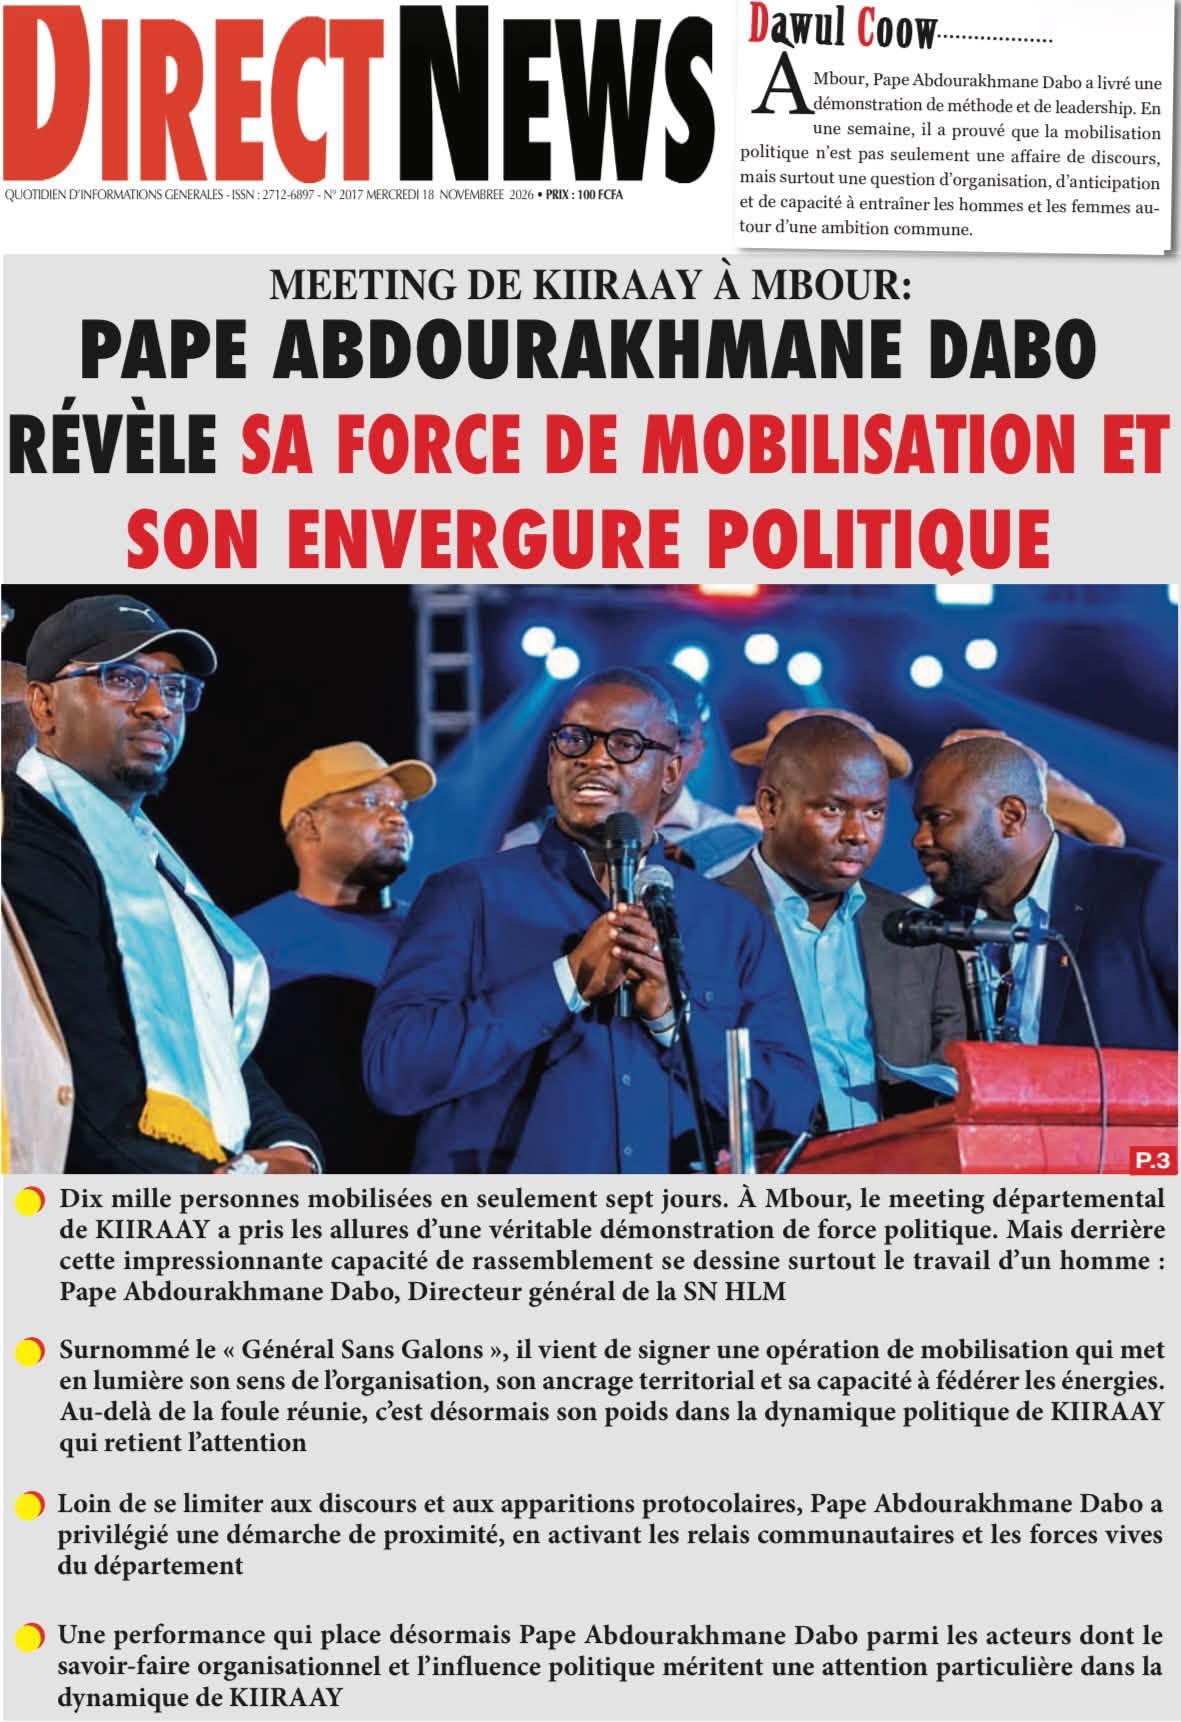 DIRECT NEWS
QUOTIDIEN D'INFORMATIONS GENERALES - ISSN : 2712-6897 - N° 2017 MERCREDI 18 NOVEMBREE 2026 • PRIX : 100 FCFA
Dawul Coow...................
À Mbour, Pape Abdourakhmane Dabo a livré une
démonstration de méthode et de leadership. En
une semaine, il a prouvé que la mobilisation
politique n'est pas seulement une affaire de discours,
mais surtout une question d'organisation, d'anticipation
et de capacité à entraîner les hommes et les femmes au-
tour d'une ambition commune.
MEETING DE KIIRAAY À MBOUR:
PAPE ABDOURAKHMANE DABO
RÉVÈLE SA FORCE DE MOBILISATION ET
SON ENVERGURE POLITIQUE
P.3
Dix mille personnes mobilisées en seulement sept jours. À Mbour, le meeting départemental
de KIIRAAY a pris les allures d'une véritable démonstration de force politique. Mais derrière
cette impressionnante capacité de rassemblement se dessine surtout le travail d'un homme :
Pape Abdourakhmane Dabo, Directeur général de la SN HLM
Surnommé le « Général Sans Galons », il vient de signer une opération de mobilisation qui met
en lumière son sens de l'organisation, son ancrage territorial et sa capacité à fédérer les énergies.
Au-delà de la foule réunie, c'est désormais son poids dans la dynamique politique de KIIRAAY
qui retient l'attention
Loin de se limiter aux discours et aux apparitions protocolaires, Pape Abdourakhmane Dabo a
privilégié une démarche de proximité, en activant les relais communautaires et les forces vives
du département
Une performance qui place désormais Pape Abdourakhmane Dabo parmi les acteurs dont le
savoir-faire organisationnel et l'influence politique méritent une attention particulière dans la
dynamique de KIIRAAY